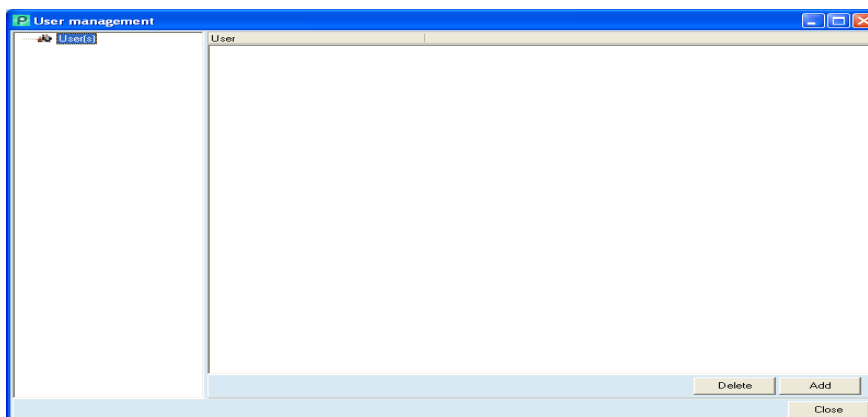 P User management
User(s)
User
Delete Add
Close